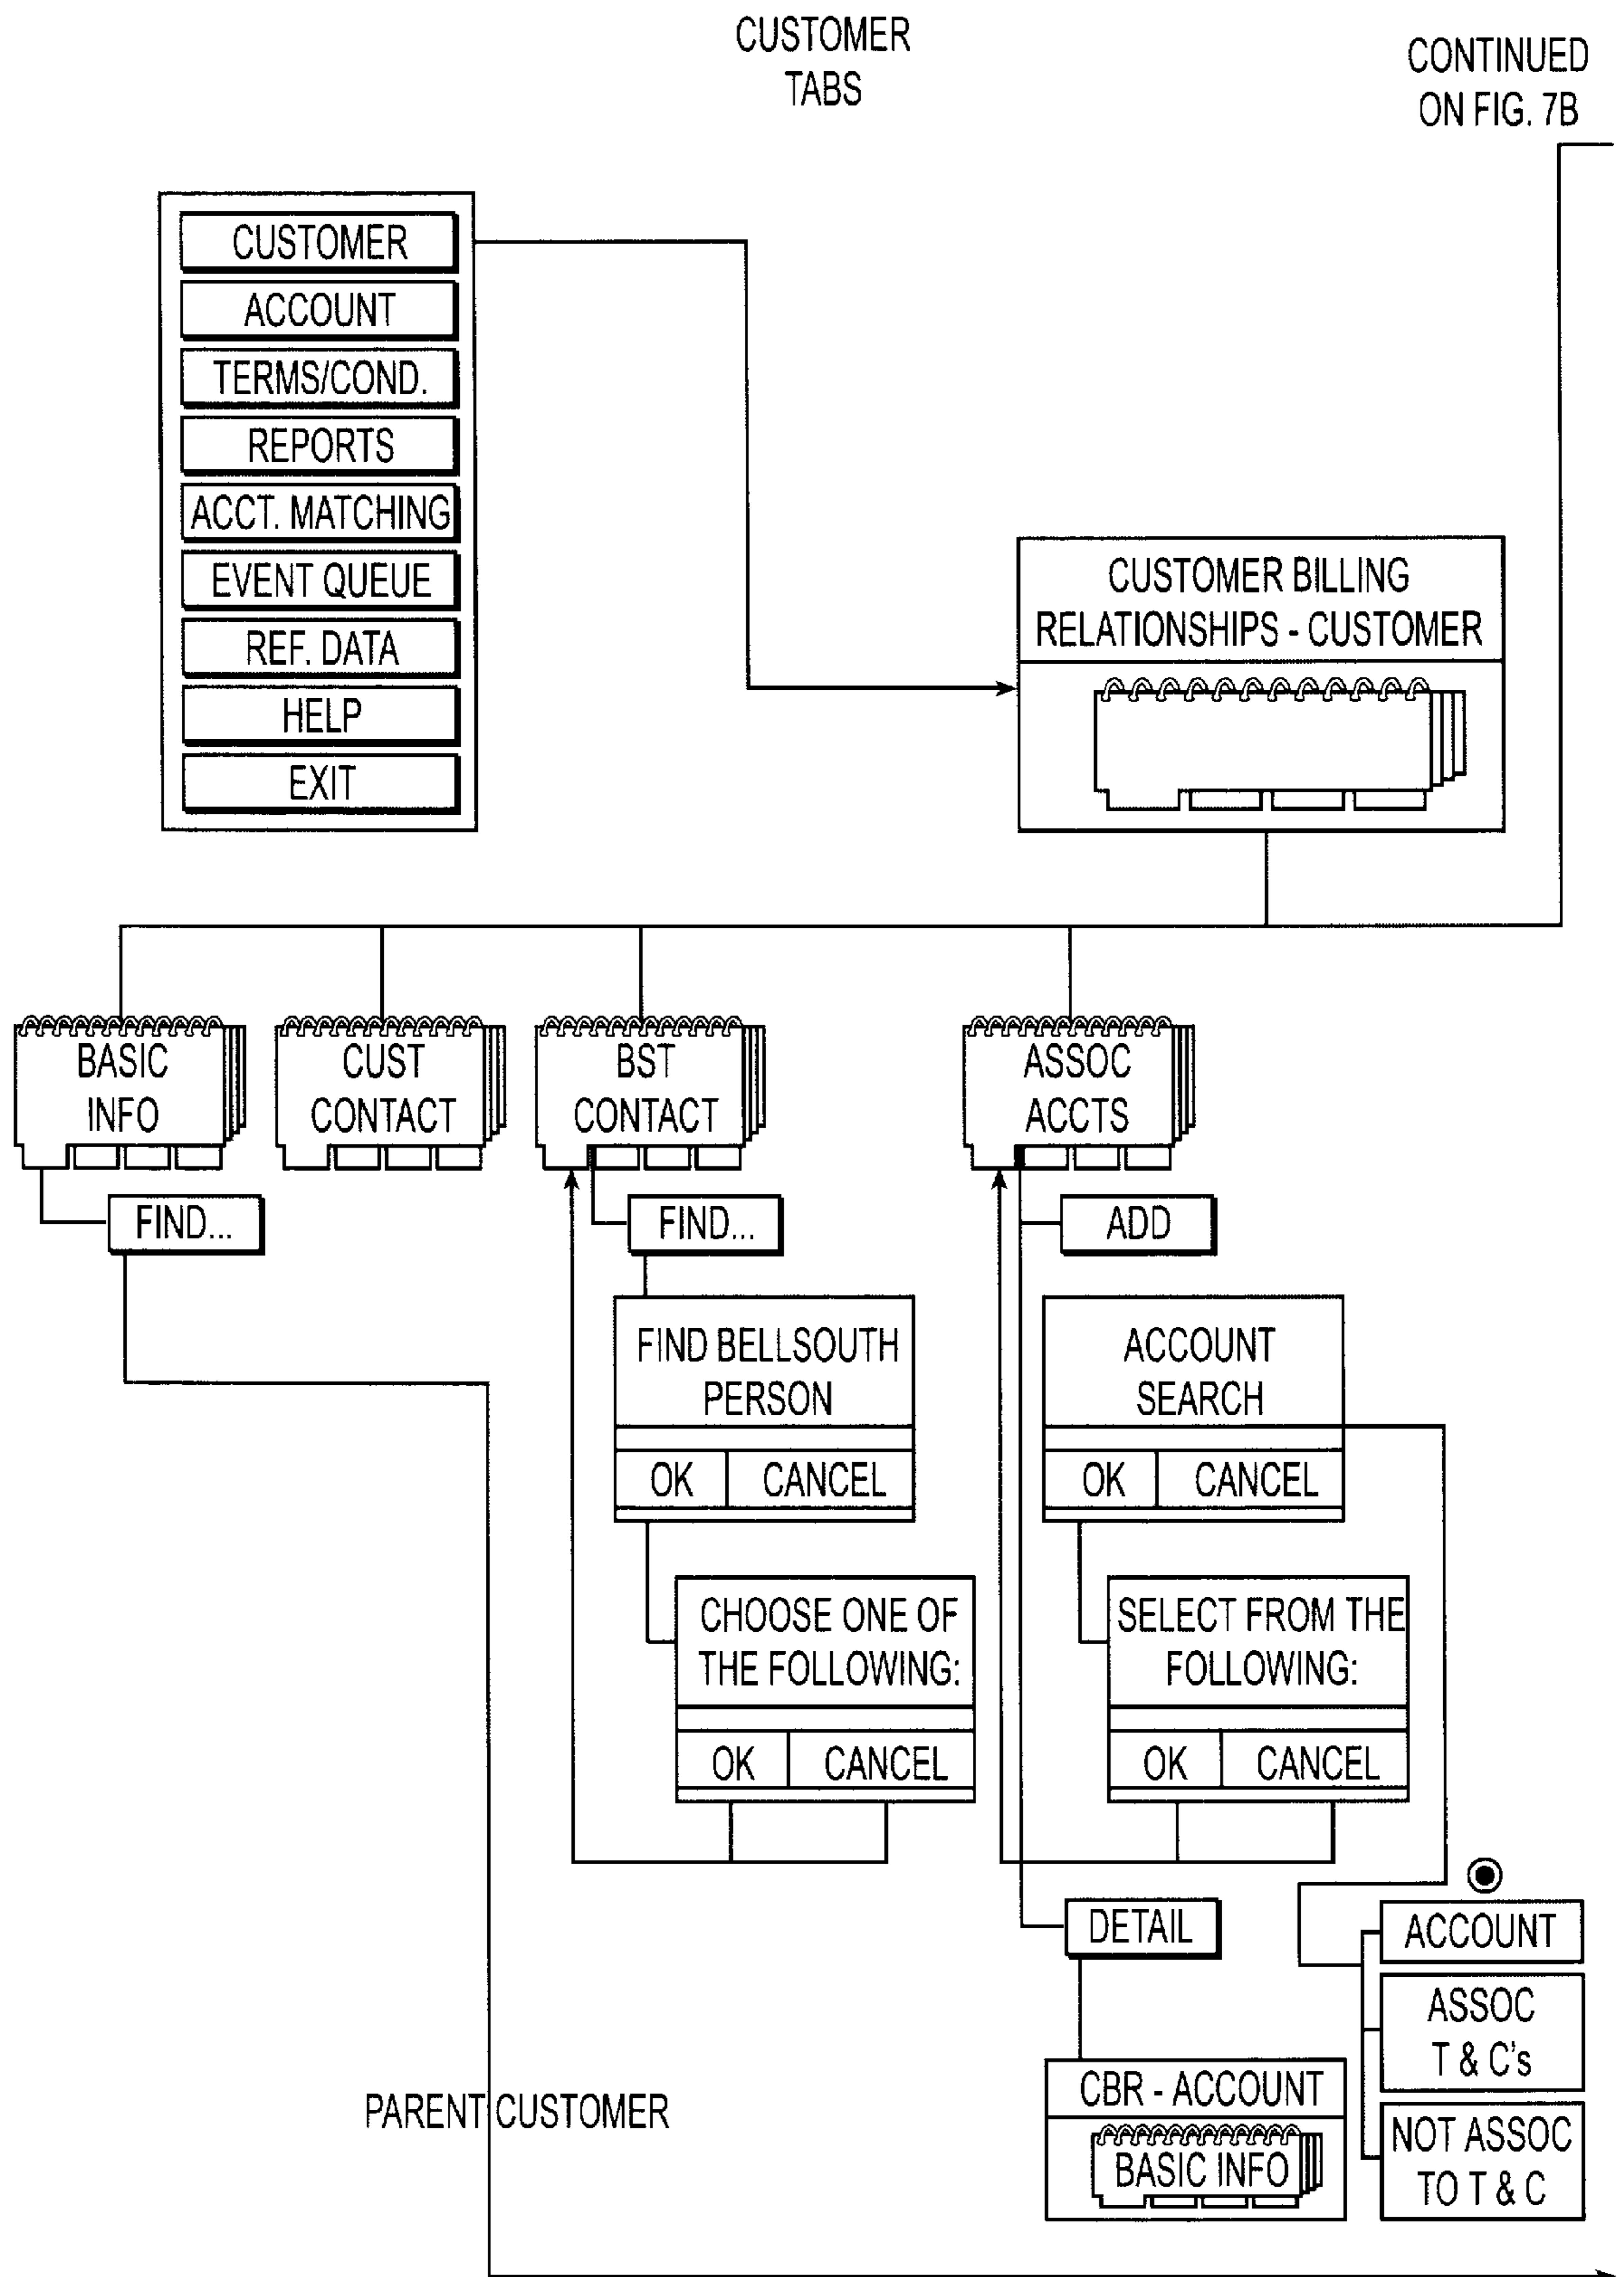 CUSTOMER
TABS
CONTINUED
ON FIG. 7B
CUSTOMER
ACCOUNT
TERMS/COND.
REPORTS
ACCT. MATCHING
EVENT QUEUE
REF. DATA
HELP
EXIT
CUSTOMER BILLING
RELATIONSHIPS - CUSTOMER
BASIC
INFO
CUST
CONTACT
BST
CONTACT
ASSOC
ACCTS
FIND...
FIND...
ADD
FIND BELLSOUTH
PERSON
OK
CANCEL
ACCOUNT
SEARCH
OK
CANCEL
CHOOSE ONE OF
THE FOLLOWING:
OK
CANCEL
SELECT FROM THE
FOLLOWING:
OK
CANCEL
DETAIL
ACCOUNT
ASSOC
T & C's
NOT ASSOC
TO T & C
CBR - ACCOUNT
BASIC INFO
PARENT CUSTOMER